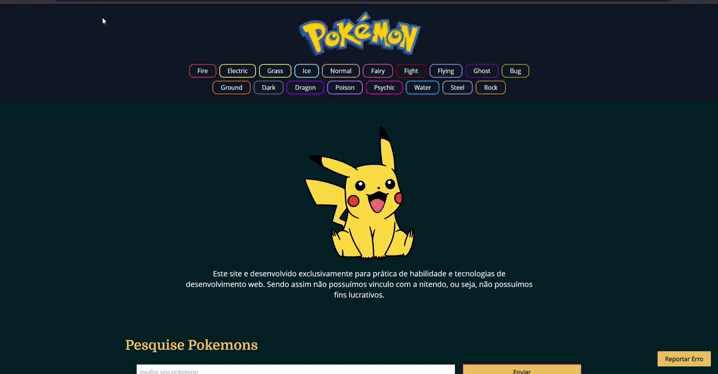 POKÉMON
Fire Electric Grass Ice Normal Fairy Fight Flying Ghost Bug
Ground Dark Dragon Poison Psychic Water Steel Rock
Este site e desenvolvido exclusivamente para prática de habilidade e tecnologias de
desenvolvimento web. Sendo assim não possuímos vinculo com a nitendo, ou seja, não possuímos
fins lucrativos.
Pesquise Pokemons
Reportar Erro
seu pokemon
Enviar